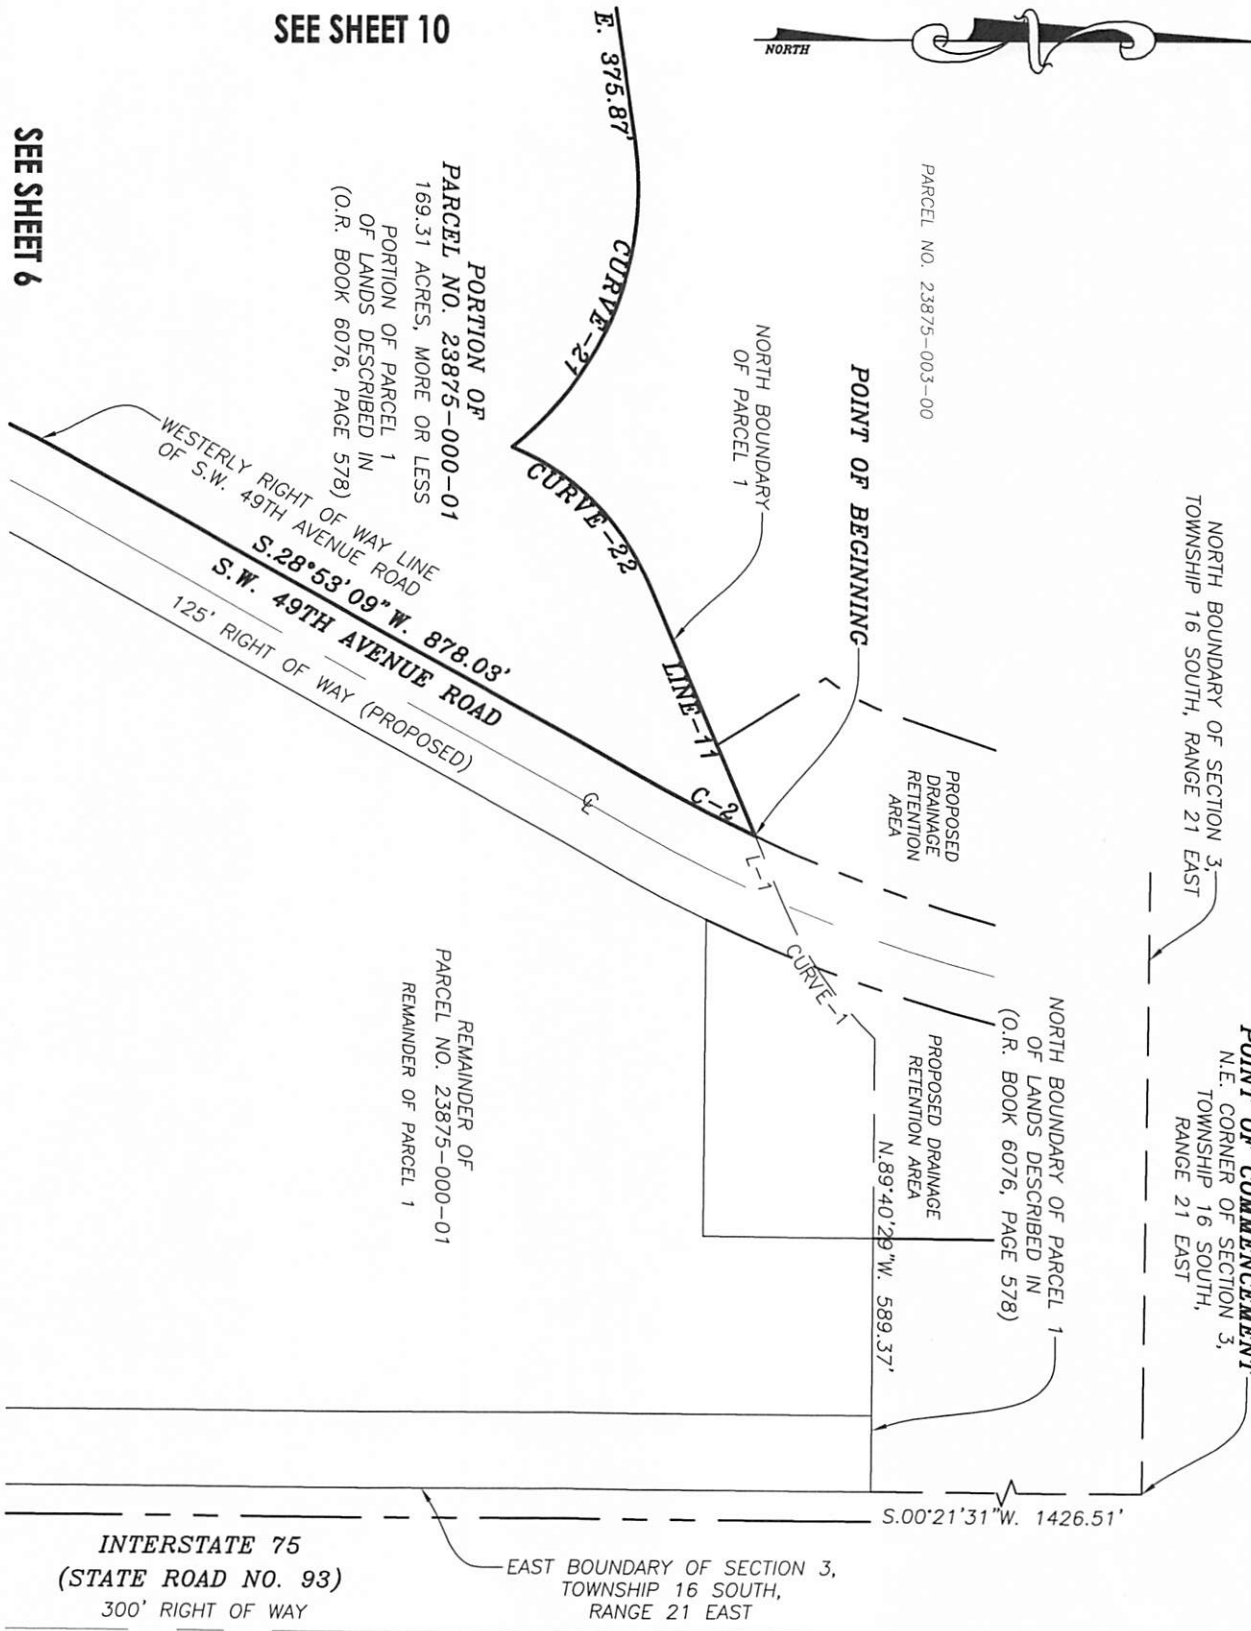 SEE SHEET 10
NORTH
SEE SHEET 6
E. 375.87'
CURVE-21
PORTION OF
PARCEL NO. 23875-000-01
169.31 ACRES, MORE OR LESS
PORTION OF PARCEL 1
OF LANDS DESCRIBED IN
(O.R. BOOK 6076, PAGE 578)
PARCEL NO. 23875-003-00
NORTH BOUNDARY
OF PARCEL 1
POINT OF BEGINNING
NORTH BOUNDARY OF SECTION 3,
TOWNSHIP 16 SOUTH, RANGE 21 EAST
CURVE-22
LINE-11
WESTERLY RIGHT OF WAY LINE
OF S.W. 49TH AVENUE ROAD
S.28°53'09"W. 878.03'
S.W. 49TH AVENUE ROAD
125' RIGHT OF WAY (PROPOSED)
C-2
℄
L-1
CURVE-1
PROPOSED
DRAINAGE
RETENTION
AREA
PROPOSED DRAINAGE
RETENTION AREA
NORTH BOUNDARY OF PARCEL 1
OF LANDS DESCRIBED IN
(O.R. BOOK 6076, PAGE 578)
POINT OF COMMENCEMENT
N.E. CORNER OF SECTION 3,
TOWNSHIP 16 SOUTH,
RANGE 21 EAST
REMAINDER OF
PARCEL NO. 23875-000-01
REMAINDER OF PARCEL 1
N.89°40'29"W. 589.37'
S.00°21'31"W. 1426.51'
INTERSTATE 75
(STATE ROAD NO. 93)
300' RIGHT OF WAY
EAST BOUNDARY OF SECTION 3,
TOWNSHIP 16 SOUTH,
RANGE 21 EAST